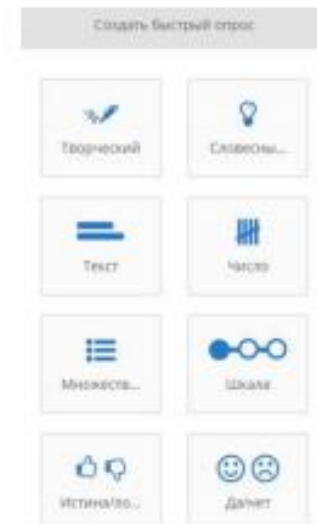 Создать быстрый опрос
Творческий
Словесны...
Текст
Число
Множеств...
Шкала
Истина/ло...
Да/нет